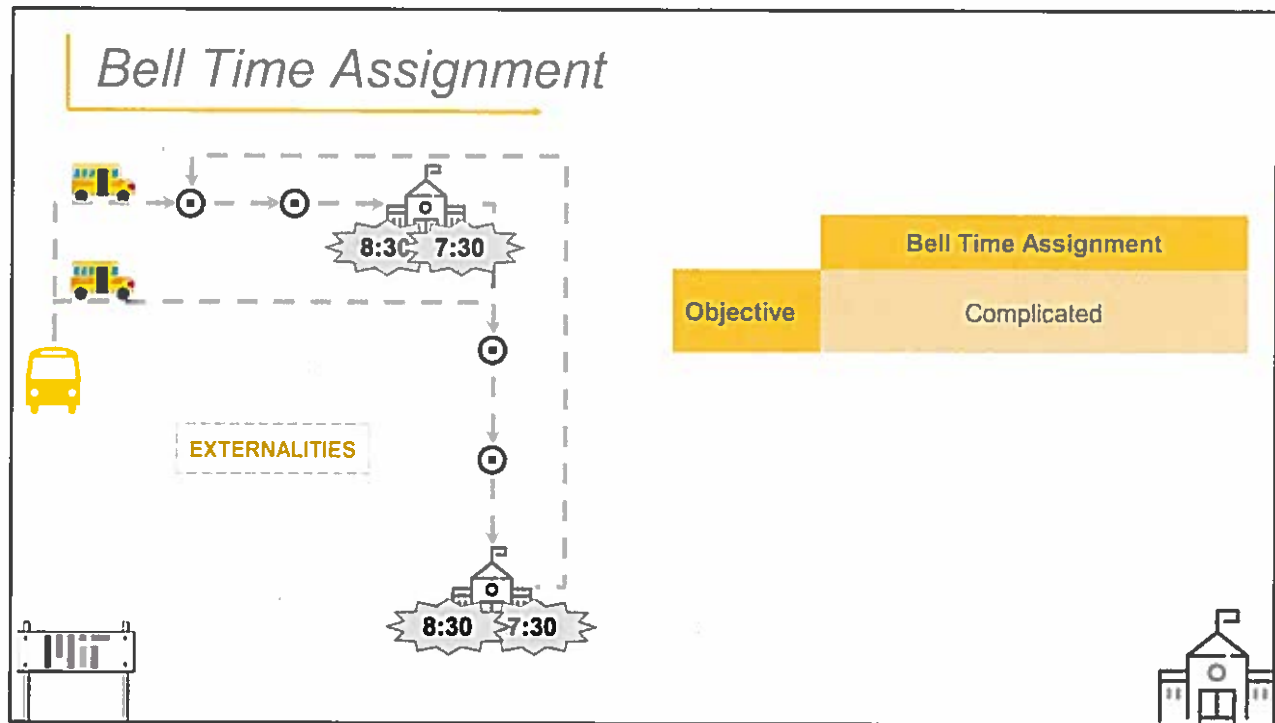 Bell Time Assignment
8:30 7:30
Bell Time Assignment
Objective Complicated
EXTERNALITIES
8:30 7:30